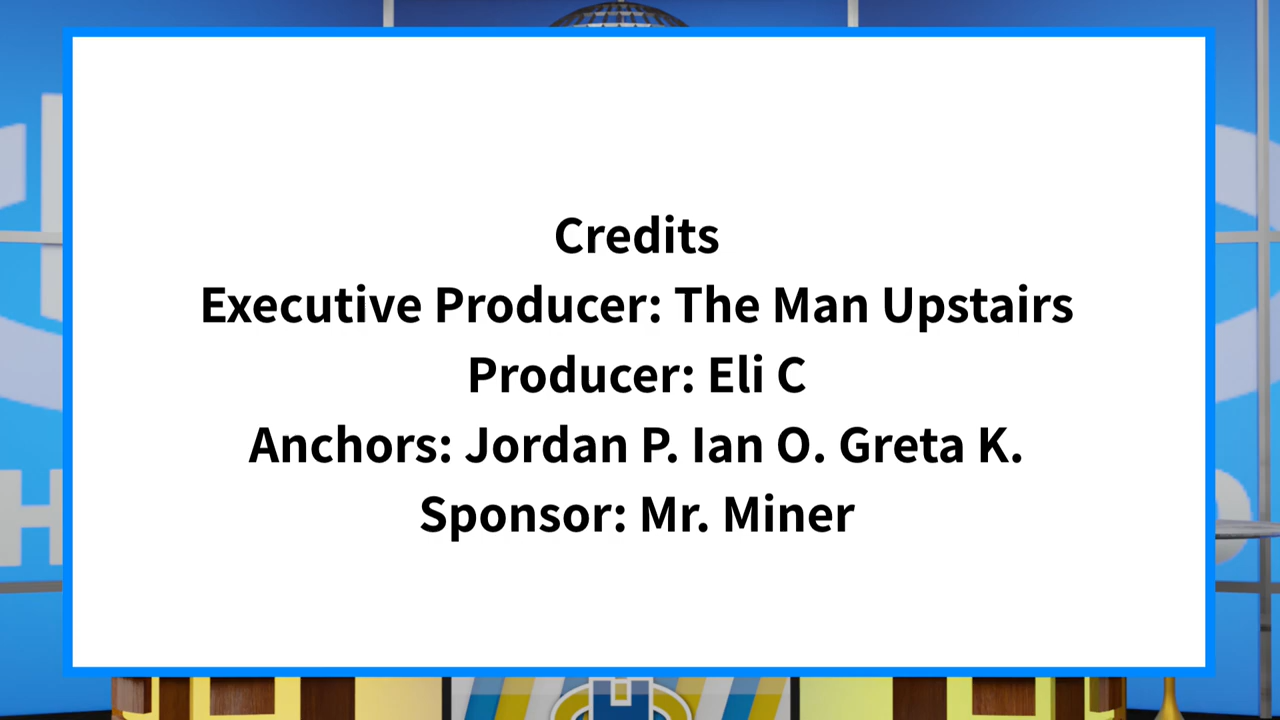 Credits
Executive Producer: The Man Upstairs
Producer: Eli C
Anchors: Jordan P. Ian O. Greta K.
Sponsor: Mr. Miner